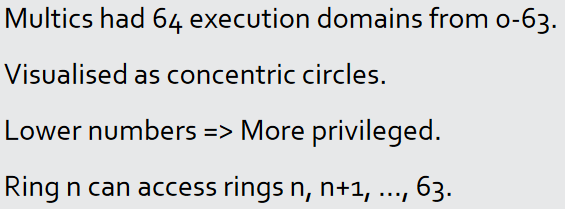 Multics had 64 execution domains from 0-63.
Visualised as concentric circles.
Lower numbers => More privileged.
Ring n can access rings n, n+1, ..., 63.